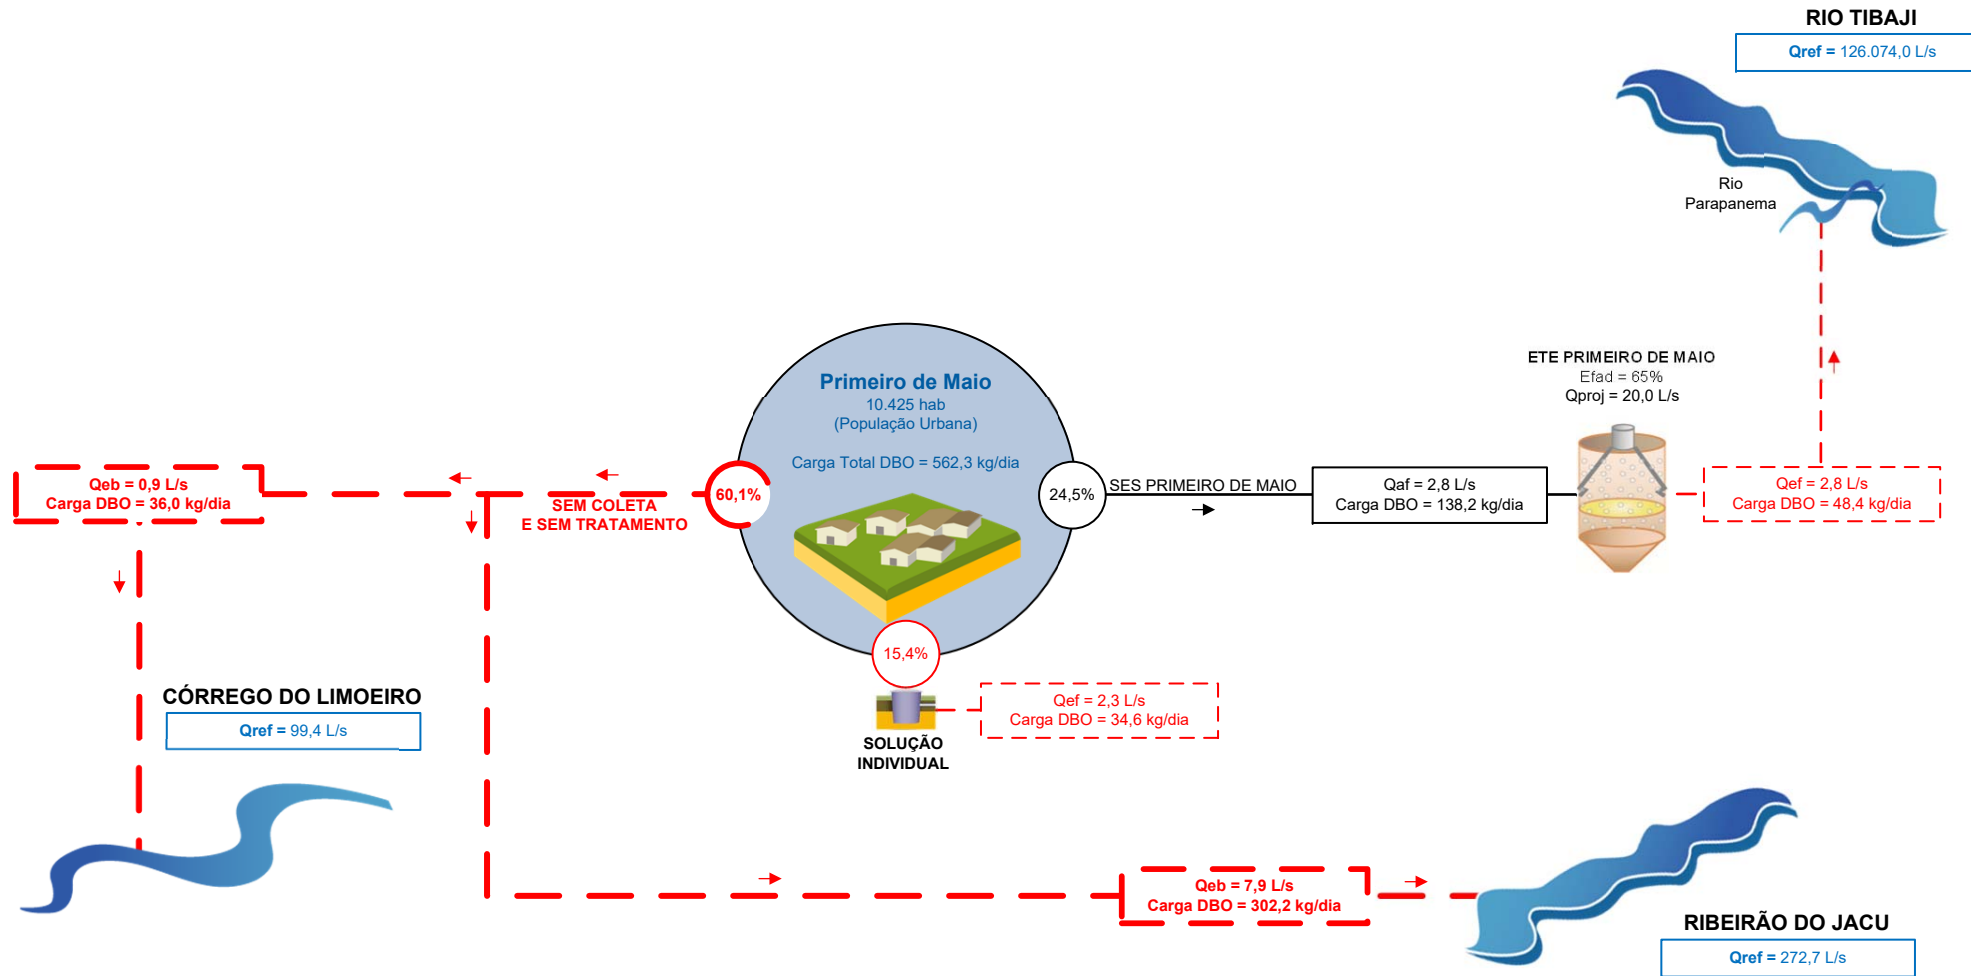 RIO TIBAJI
Qref = 126.074,0 L/s
Rio
Parapanema
ETE PRIMEIRO DE MAIO
Efad = 65%
Qproj = 20,0 L/s
Primeiro de Maio
10.425 hab
(População Urbana)
Carga Total DBO = 562,3 kg/dia
Qeb = 0,9 L/s
Carga DBO = 36,0 kg/dia
SEM COLETA
E SEM TRATAMENTO
60,1%
24,5%
SES PRIMEIRO DE MAIO
Qaf = 2,8 L/s
Carga DBO = 138,2 kg/dia
Qef = 2,8 L/s
Carga DBO = 48,4 kg/dia
15,4%
Qef = 2,3 L/s
Carga DBO = 34,6 kg/dia
SOLUÇÃO
INDIVIDUAL
CÓRREGO DO LIMOEIRO
Qref = 99,4 L/s
Qeb = 7,9 L/s
Carga DBO = 302,2 kg/dia
RIBEIRÃO DO JACU
Qref = 272,7 L/s